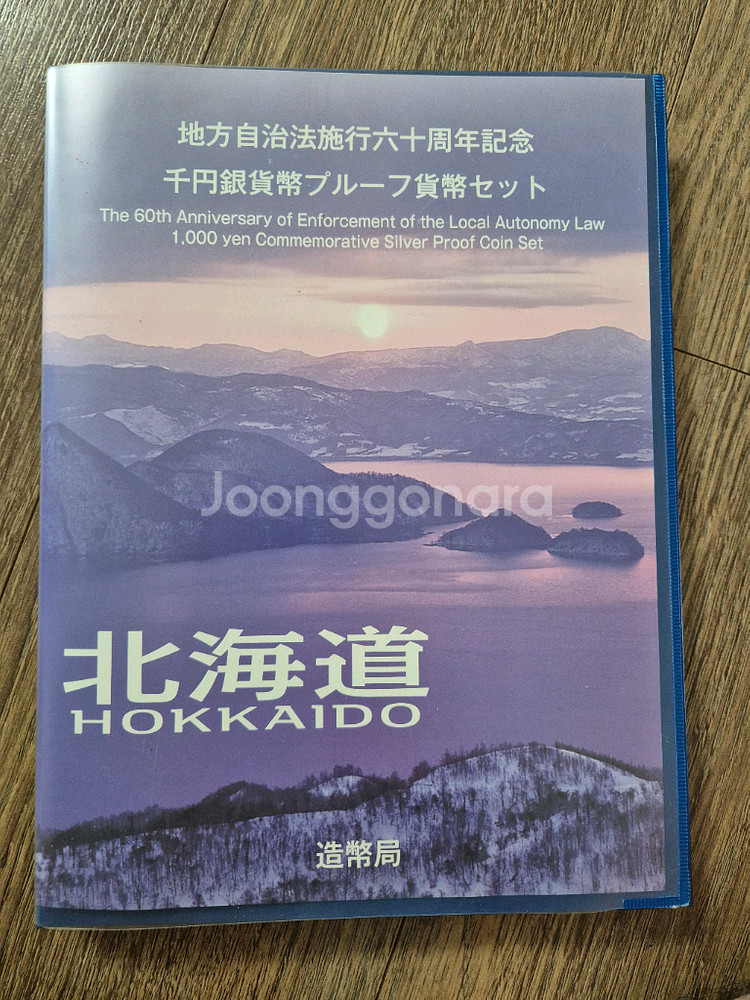 地方自治法施行六十周年記念
千円銀貨幣プルーフ貨幣セット
The 60th Anniversary of Enforcement of the Local Autonomy Law
1,000 yen Commemorative Silver Proof Coin Set
Joonggonara
北海道
HOKKAIDO
造幣局